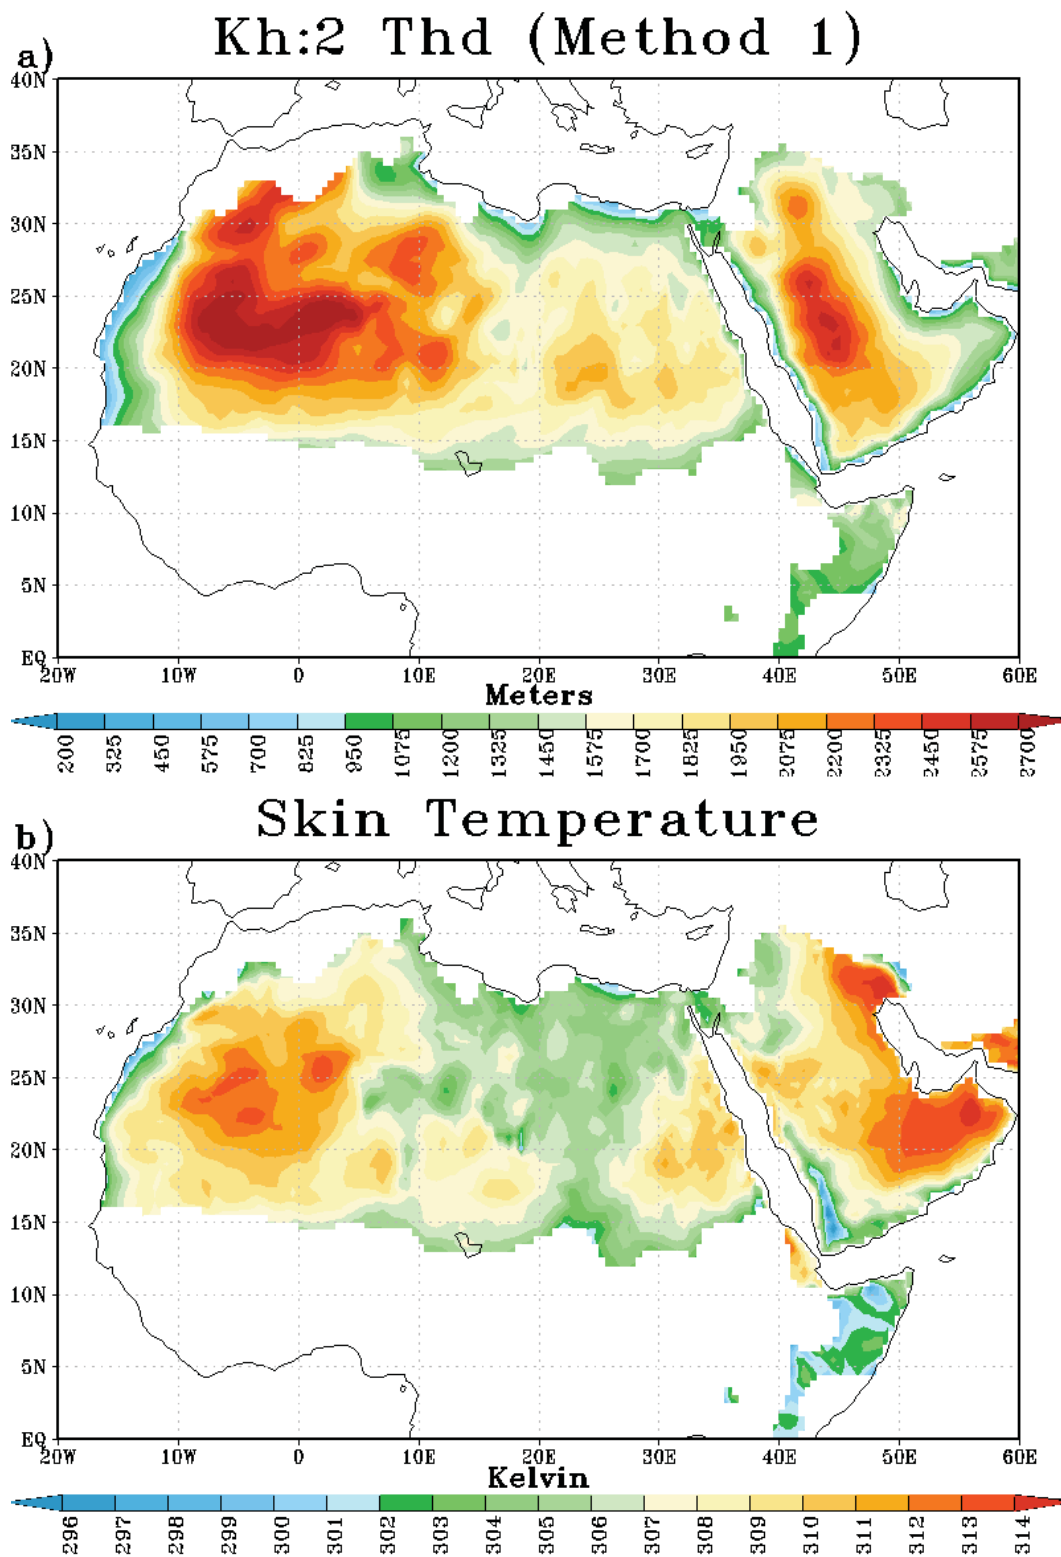 Kh:2 Thd (Method 1)
a)
40N
35N
30N
25N
20N
15N
10N
5N
EQ
20W 10W 0 10E 20E 30E 40E 50E 60E
Meters
200 325 450 575 700 825 950 1075 1200 1325 1450 1575 1700 1825 1950 2075 2200 2325 2450 2575 2700
Skin Temperature
b)
40N
35N
30N
25N
20N
15N
10N
5N
EQ
20W 10W 0 10E 20E 30E 40E 50E 60E
Kelvin
296 297 298 299 300 301 302 303 304 305 306 307 308 309 310 311 312 313 314